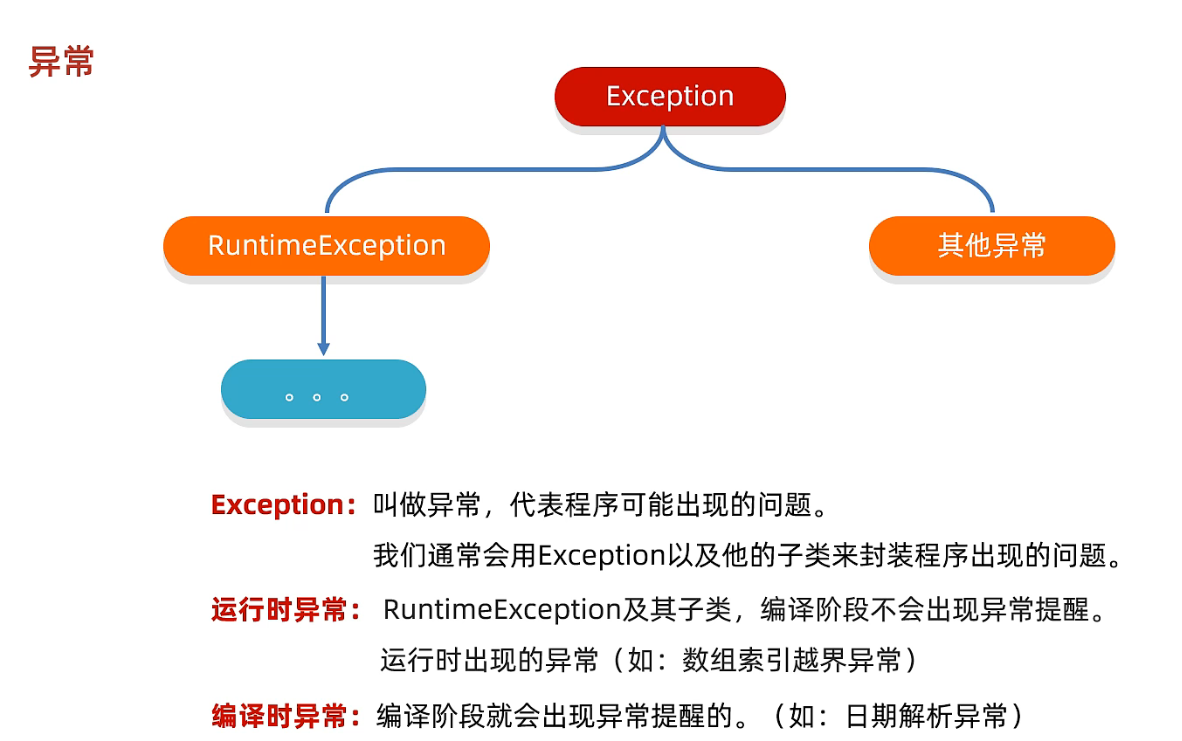 异常
Exception
RuntimeException
其他异常
。。。
Exception：叫做异常，代表程序可能出现的问题。
我们通常会用Exception以及他的子类来封装程序出现的问题。
运行时异常： RuntimeException及其子类，编译阶段不会出现异常提醒。
运行时出现的异常（如：数组索引越界异常）
编译时异常：编译阶段就会出现异常提醒的。（如：日期解析异常）